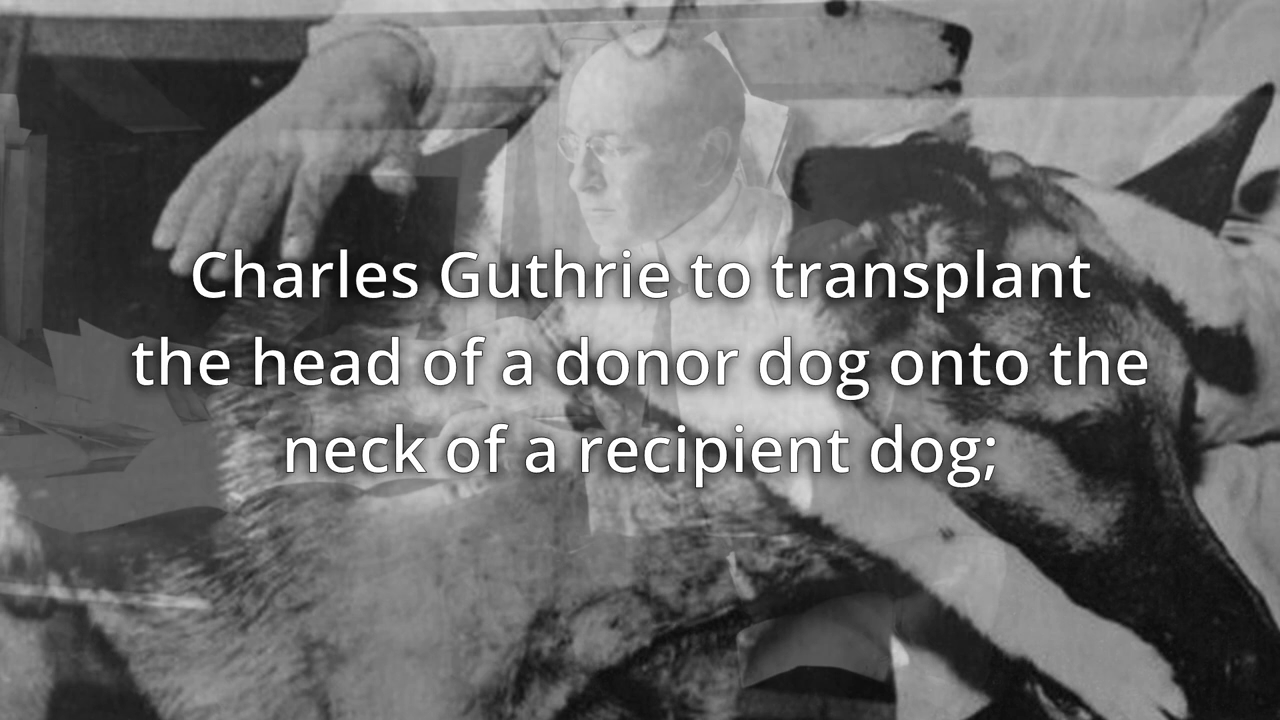 Charles Guthrie to transplant
the head of a donor dog onto the
neck of a recipient dog;